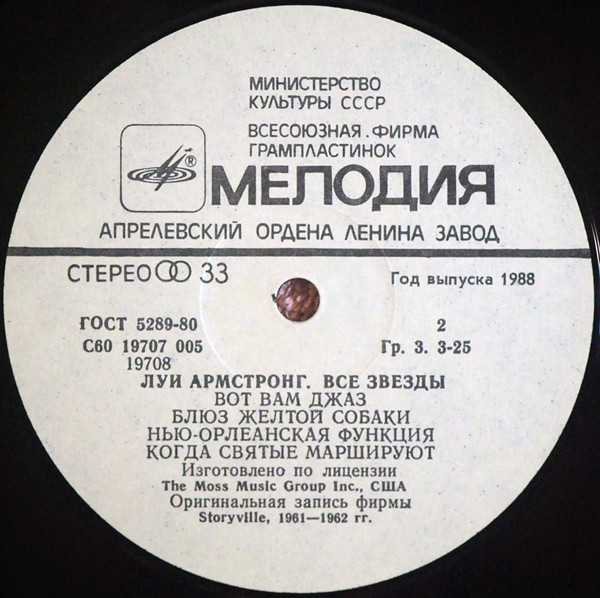 МИНИСТЕРСТВО
КУЛЬТУРЫ СССР
ВСЕСОЮЗНАЯ ФИРМА
ГРАМПЛАСТИНОК
®
МЕЛОДИЯ
АПРЕЛЕВСКИЙ ОРДЕНА ЛЕНИНА ЗАВОД
СТЕРЕО 33
Год выпуска 1988
ГОСТ 5289-80
2
С60 19707 005
Гр. 3. 3-25
19708
ЛУИ АРМСТРОНГ. ВСЕ ЗВЕЗДЫ
ВОТ ВАМ ДЖАЗ
БЛЮЗ ЖЕЛТОЙ СОБАКИ
НЬЮ-ОРЛЕАНСКАЯ ФУНКЦИЯ
КОГДА СВЯТЫЕ МАРШИРУЮТ
Изготовлено по лицензии
The Moss Music Group Inc., США
Оригинальная запись фирмы
Storyville, 1961—1962 гг.